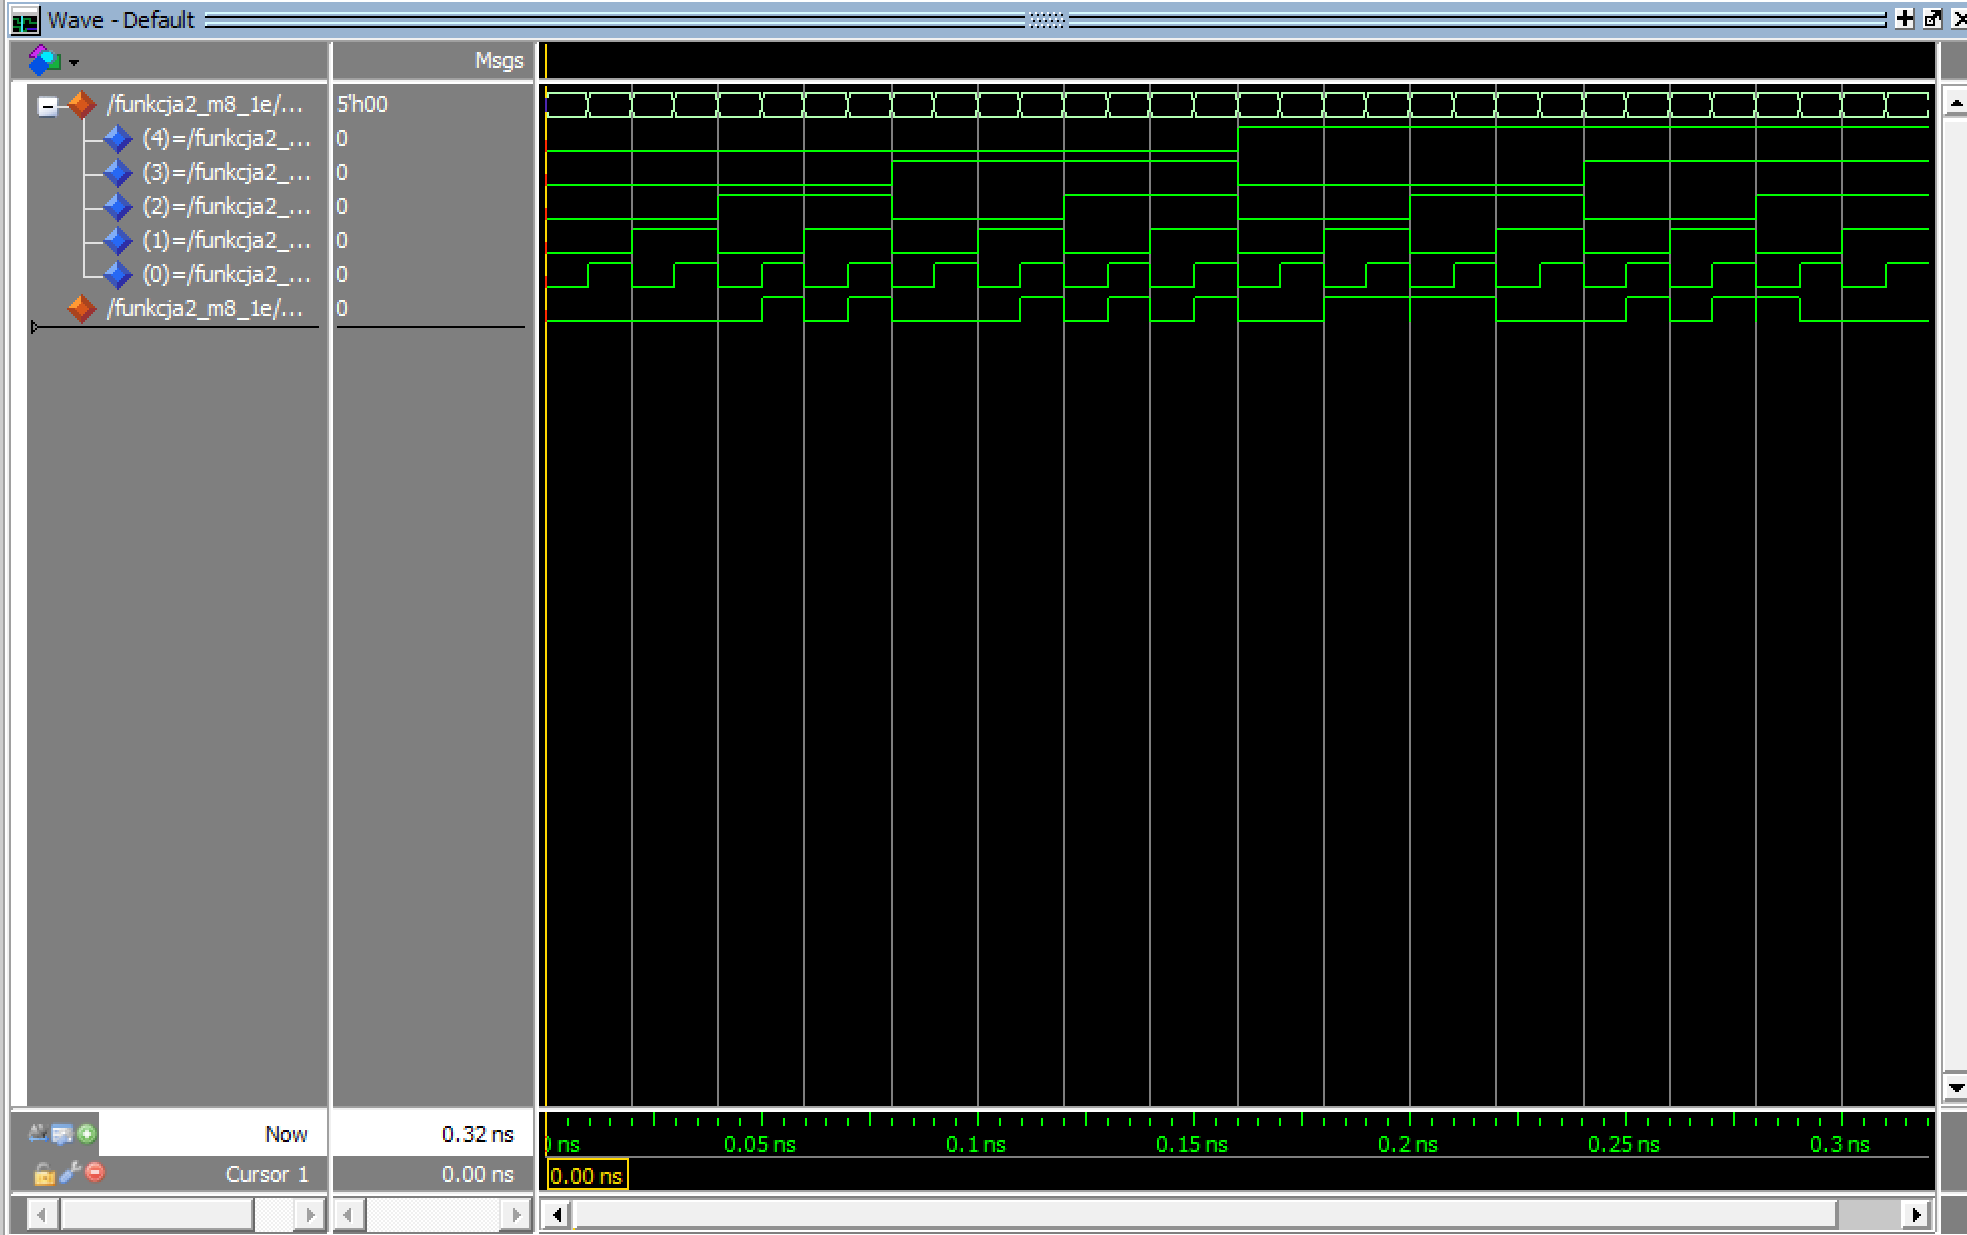 Wave - Default
Msgs
/funkcja2_m8_1e/... 5'h00
(4)=/funkcja2_... 0
(3)=/funkcja2_... 0
(2)=/funkcja2_... 0
(1)=/funkcja2_... 0
(0)=/funkcja2_... 0
/funkcja2_m8_1e/... 0
Now 0.32 ns
ns 0.05 ns 0.1 ns 0.15 ns 0.2 ns 0.25 ns 0.3 ns
Cursor 1 0.00 ns
0.00 ns